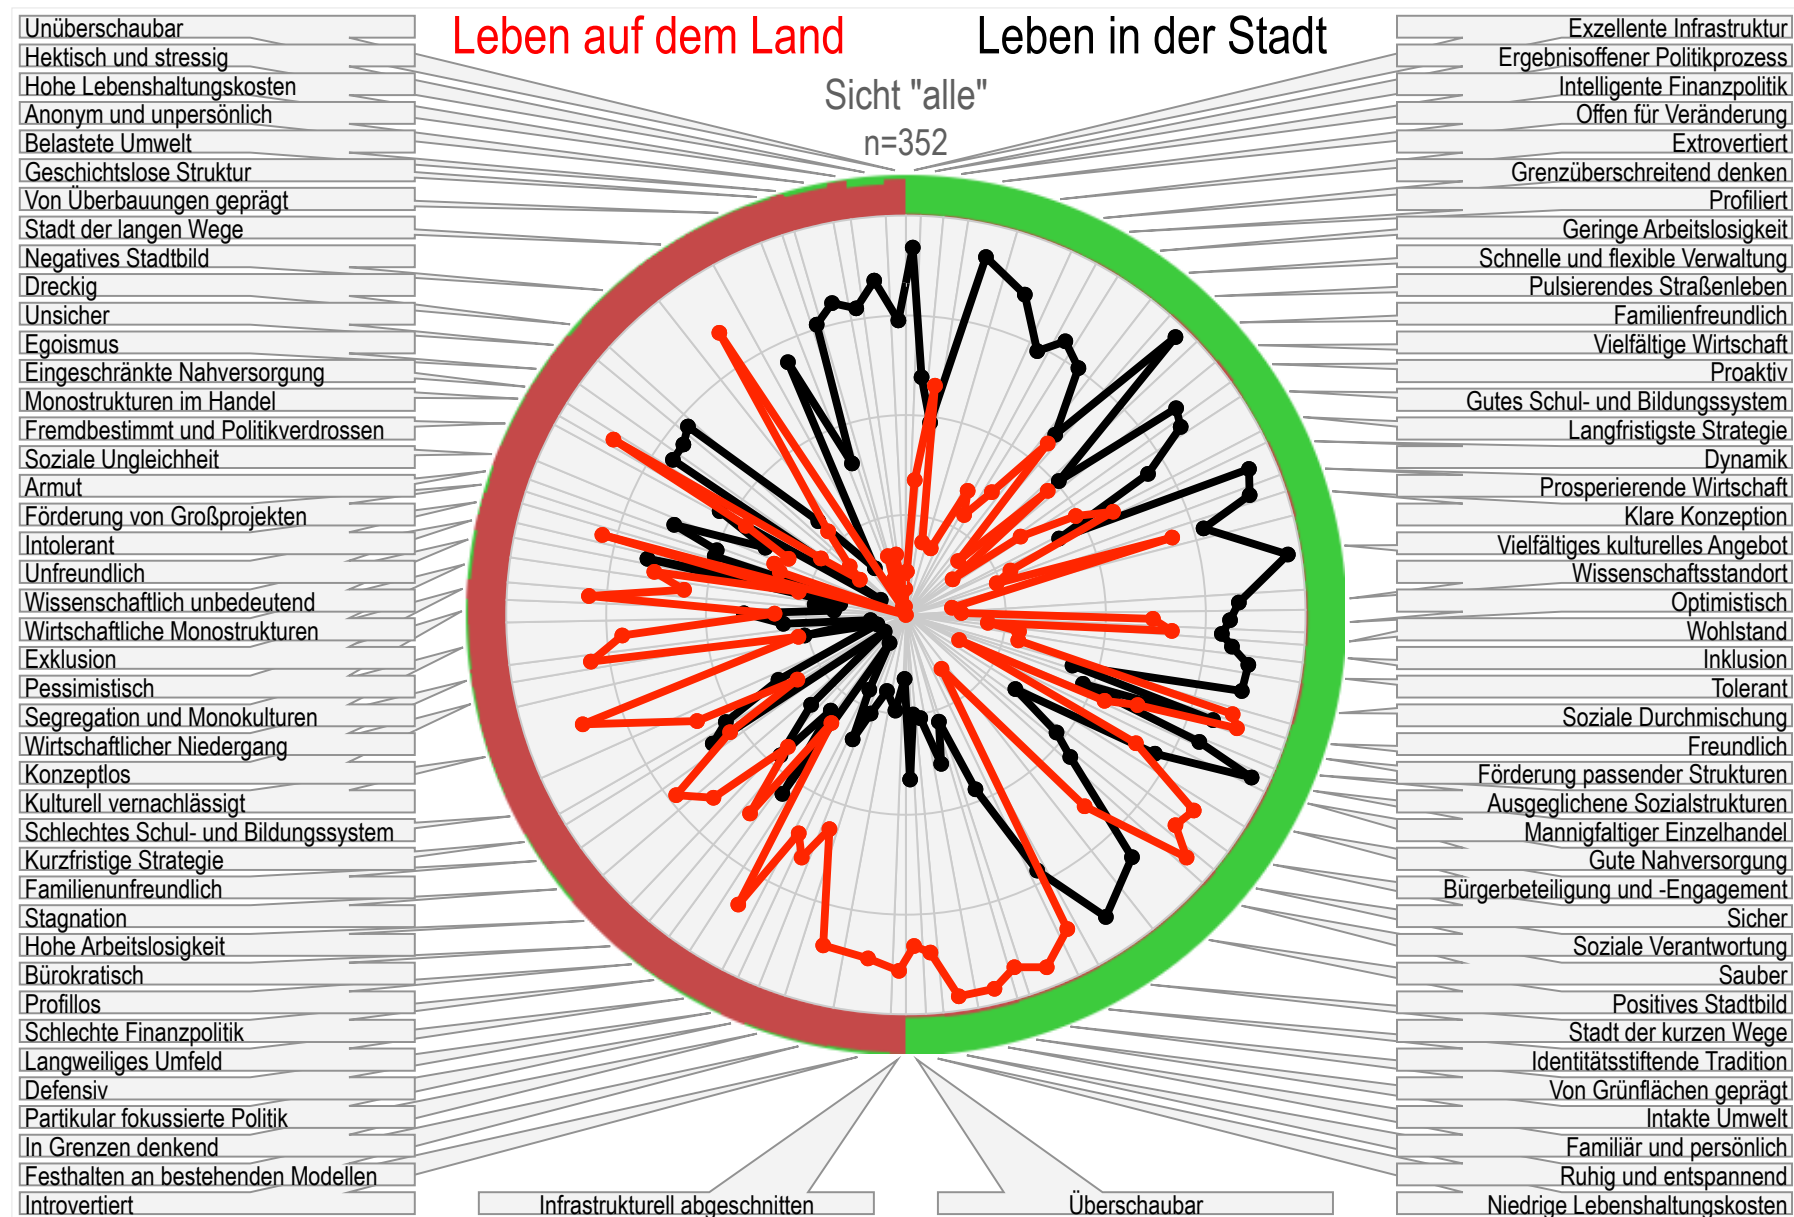 Leben auf dem Land
Leben in der Stadt
Sicht "alle"
n=352
Unüberschaubar
Hektisch und stressig
Hohe Lebenshaltungskosten
Anonym und unpersönlich
Belastete Umwelt
Geschichtslose Struktur
Von Überbauungen geprägt
Stadt der langen Wege
Negatives Stadtbild
Dreckig
Unsicher
Egoismus
Eingeschränkte Nahversorgung
Monostrukturen im Handel
Fremdbestimmt und Politikverdrossen
Soziale Ungleichheit
Armut
Förderung von Großprojekten
Intolerant
Unfreundlich
Wissenschaftlich unbedeutend
Wirtschaftliche Monostrukturen
Exklusion
Pessimistisch
Segregation und Monokulturen
Wirtschaftlicher Niedergang
Konzeptlos
Kulturell vernachlässigt
Schlechtes Schul- und Bildungssystem
Kurzfristige Strategie
Familienunfreundlich
Stagnation
Hohe Arbeitslosigkeit
Bürokratisch
Profillos
Schlechte Finanzpolitik
Langweiliges Umfeld
Defensiv
Partikular fokussierte Politik
In Grenzen denkend
Festhalten an bestehenden Modellen
Introvertiert
Infrastrukturell abgeschnitten
Überschaubar
Exzellente Infrastruktur
Ergebnisoffener Politikprozess
Intelligente Finanzpolitik
Offen für Veränderung
Extrovertiert
Grenzüberschreitend denken
Profiliert
Geringe Arbeitslosigkeit
Schnelle und flexible Verwaltung
Pulsierendes Straßenleben
Familienfreundlich
Vielfältige Wirtschaft
Proaktiv
Gutes Schul- und Bildungssystem
Langfristigste Strategie
Dynamik
Prosperierende Wirtschaft
Klare Konzeption
Vielfältiges kulturelles Angebot
Wissenschaftsstandort
Optimistisch
Wohlstand
Inklusion
Tolerant
Soziale Durchmischung
Freundlich
Förderung passender Strukturen
Ausgeglichene Sozialstrukturen
Mannigfaltiger Einzelhandel
Gute Nahversorgung
Bürgerbeteiligung und -Engagement
Sicher
Soziale Verantwortung
Sauber
Positives Stadtbild
Stadt der kurzen Wege
Identitätsstiftende Tradition
Von Grünflächen geprägt
Intakte Umwelt
Familiär und persönlich
Ruhig und entspannend
Niedrige Lebenshaltungskosten